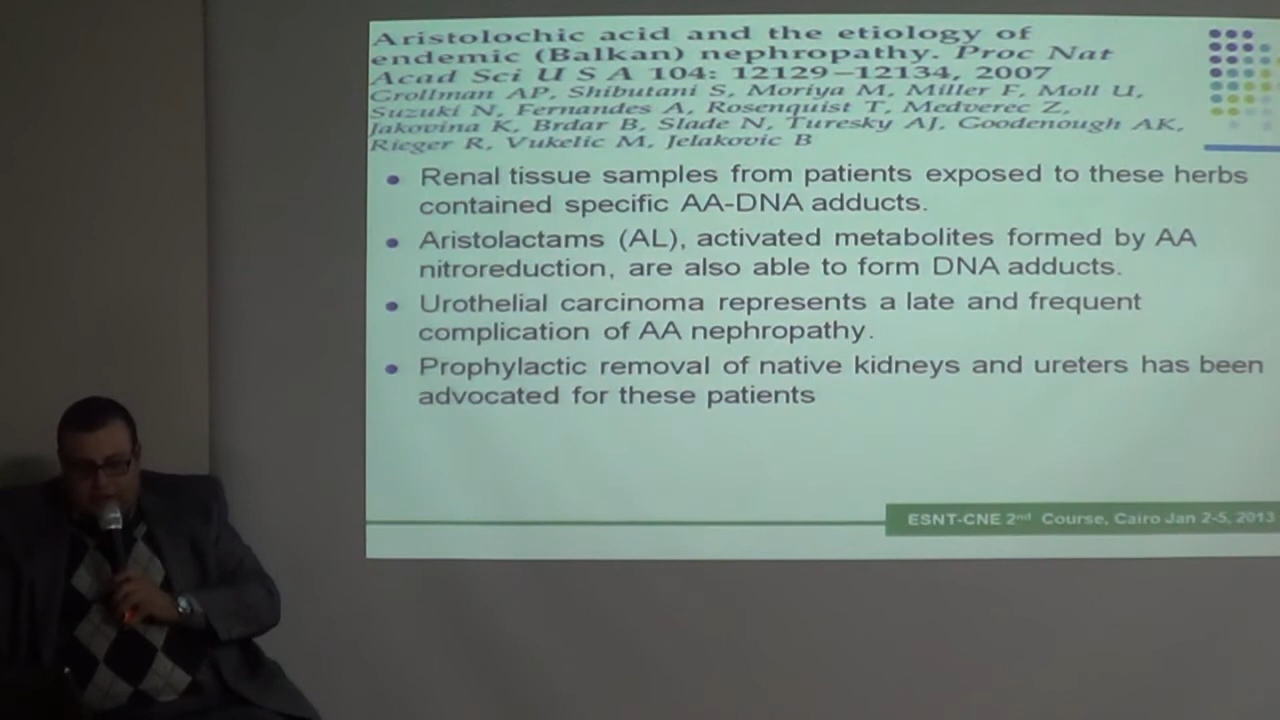 Aristolochic acid and the etiology of
endemic (Balkan) nephropathy. Proc Nat
Acad Sci U S A 104: 12129–12134, 2007
Grollman AP, Shibutani S, Moriya M, Miller F, Moll U,
Suzuki N, Fernandes A, Rosenquist T, Medverec Z,
Jakovina K, Brdar B, Slade N, Turesky AJ, Goodenough AK,
Rieger R, Vukelic M, Jelakovic B
• Renal tissue samples from patients exposed to these herbs
contained specific AA-DNA adducts.
• Aristolactams (AL), activated metabolites formed by AA
nitroreduction, are also able to form DNA adducts.
• Urothelial carcinoma represents a late and frequent
complication of AA nephropathy.
• Prophylactic removal of native kidneys and ureters has been
advocated for these patients
ESNT-CNE 2nd Course, Cairo Jan 2-5, 2013